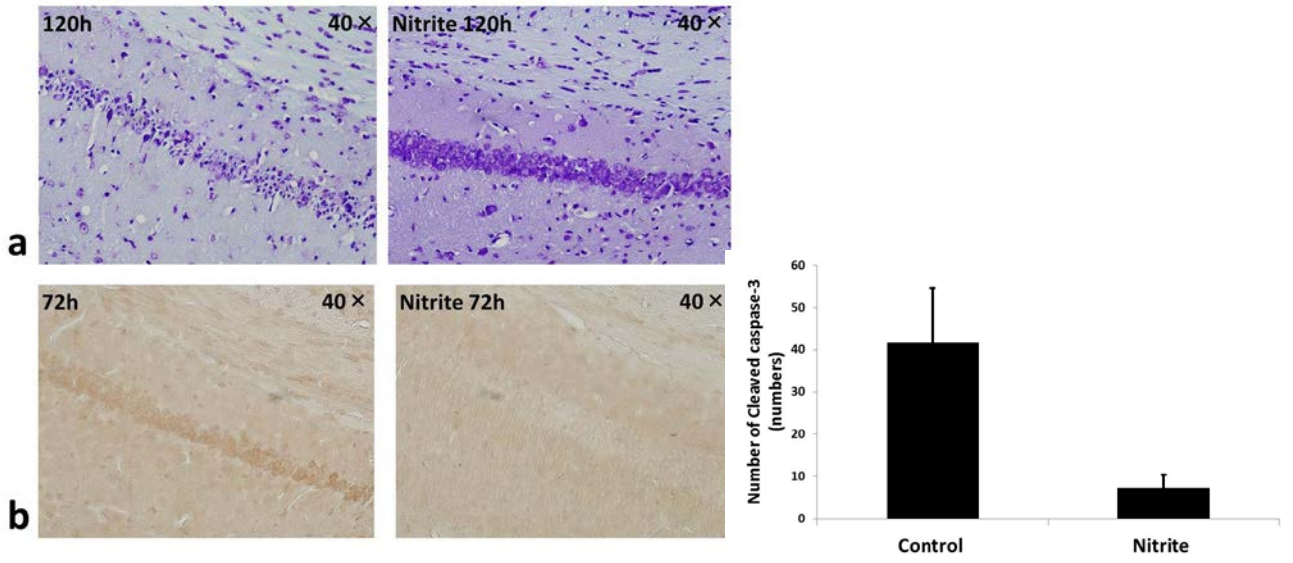 120h
40 ×
Nitrite 120h
40 ×
a
72h
40 ×
Nitrite 72h
40 ×
b
Number of Cleaved caspase-3
(numbers)
60
50
40
30
20
10
0
Control
Nitrite